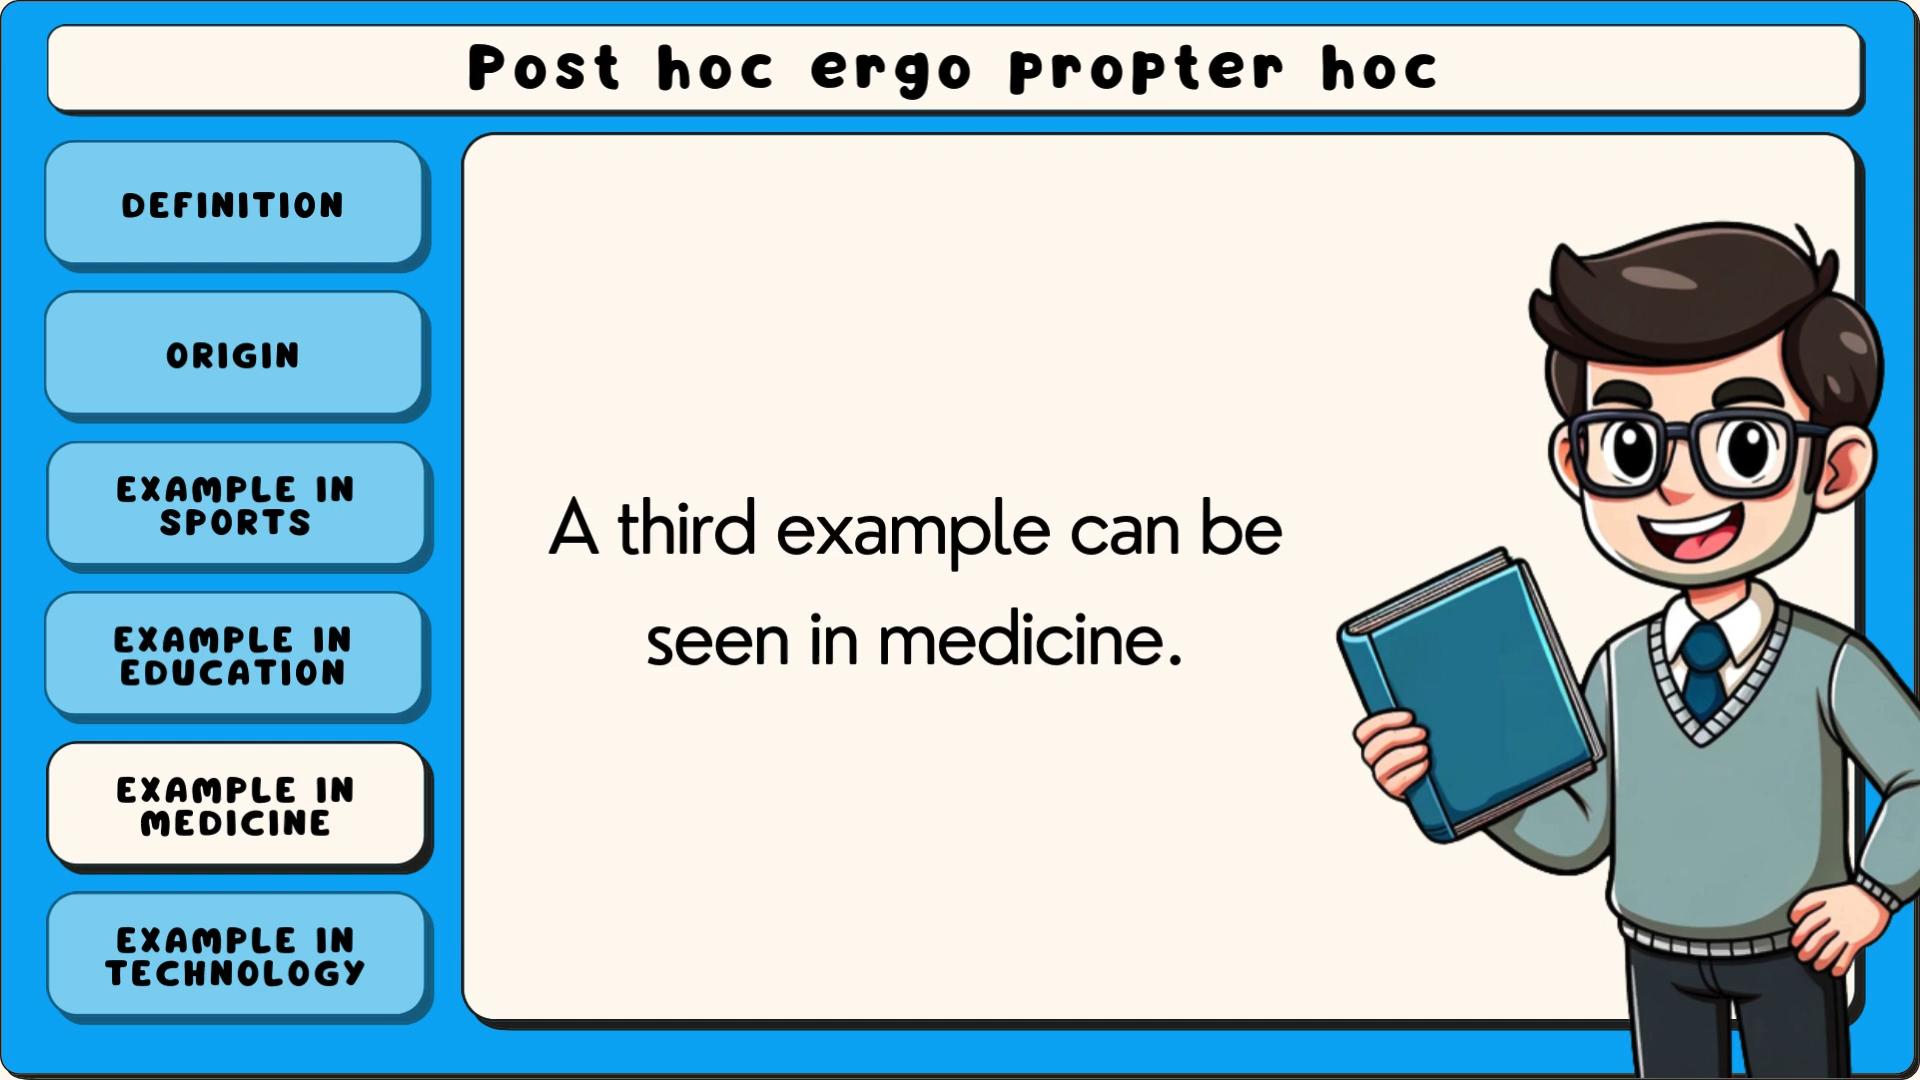 Post hoc ergo propter hoc
DEFINITION
ORIGIN
EXAMPLE IN
SPORTS
EXAMPLE IN
EDUCATION
EXAMPLE IN
MEDICINE
EXAMPLE IN
TECHNOLOGY
A third example can be
seen in medicine.